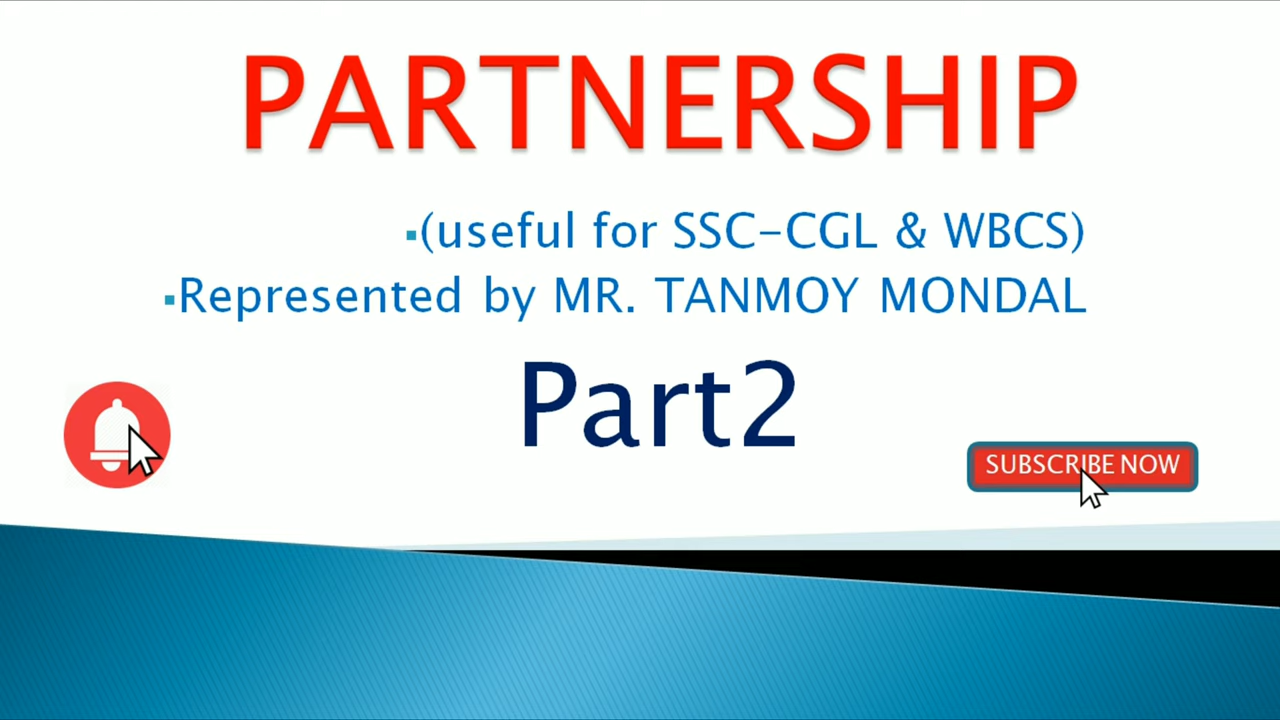 PARTNERSHIP
▪(useful for SSC-CGL & WBCS)
▪Represented by MR. TANMOY MONDAL
Part2
SUBSCRIBE NOW